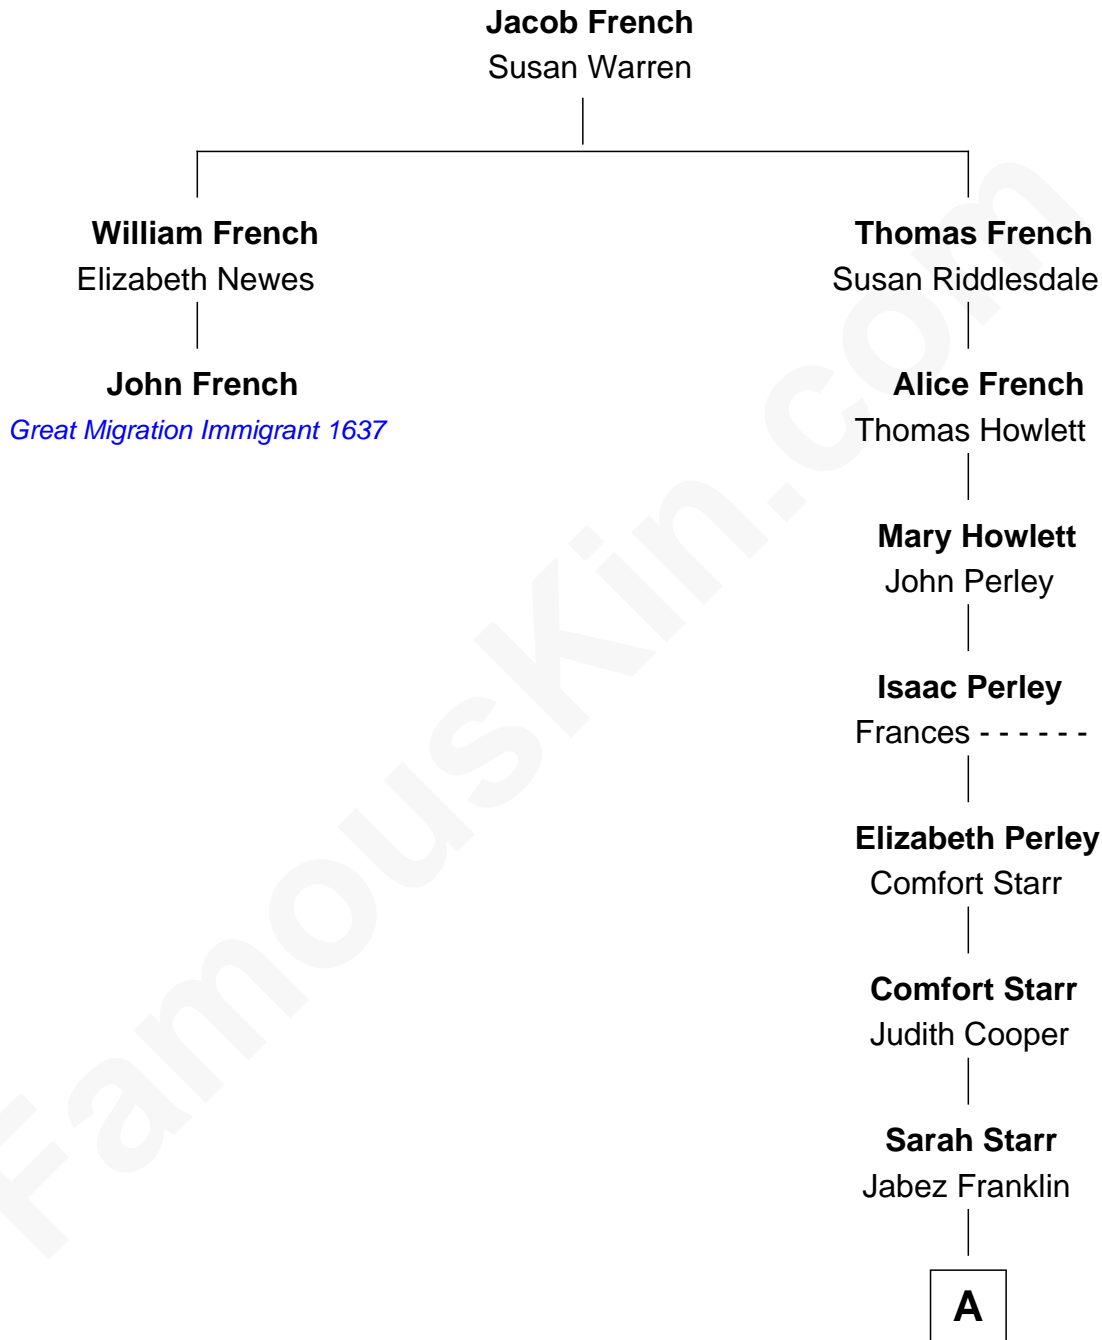 Jacob French
Susan Warren
William French
Elizabeth Newes
John French
Great Migration Immigrant 1637
Thomas French
Susan Riddlesdale
Alice French
Thomas Howlett
Mary Howlett
John Perley
Isaac Perley
Frances - - - - - -
Elizabeth Perley
Comfort Starr
Comfort Starr
Judith Cooper
Sarah Starr
Jabez Franklin
A
FamousKin.com